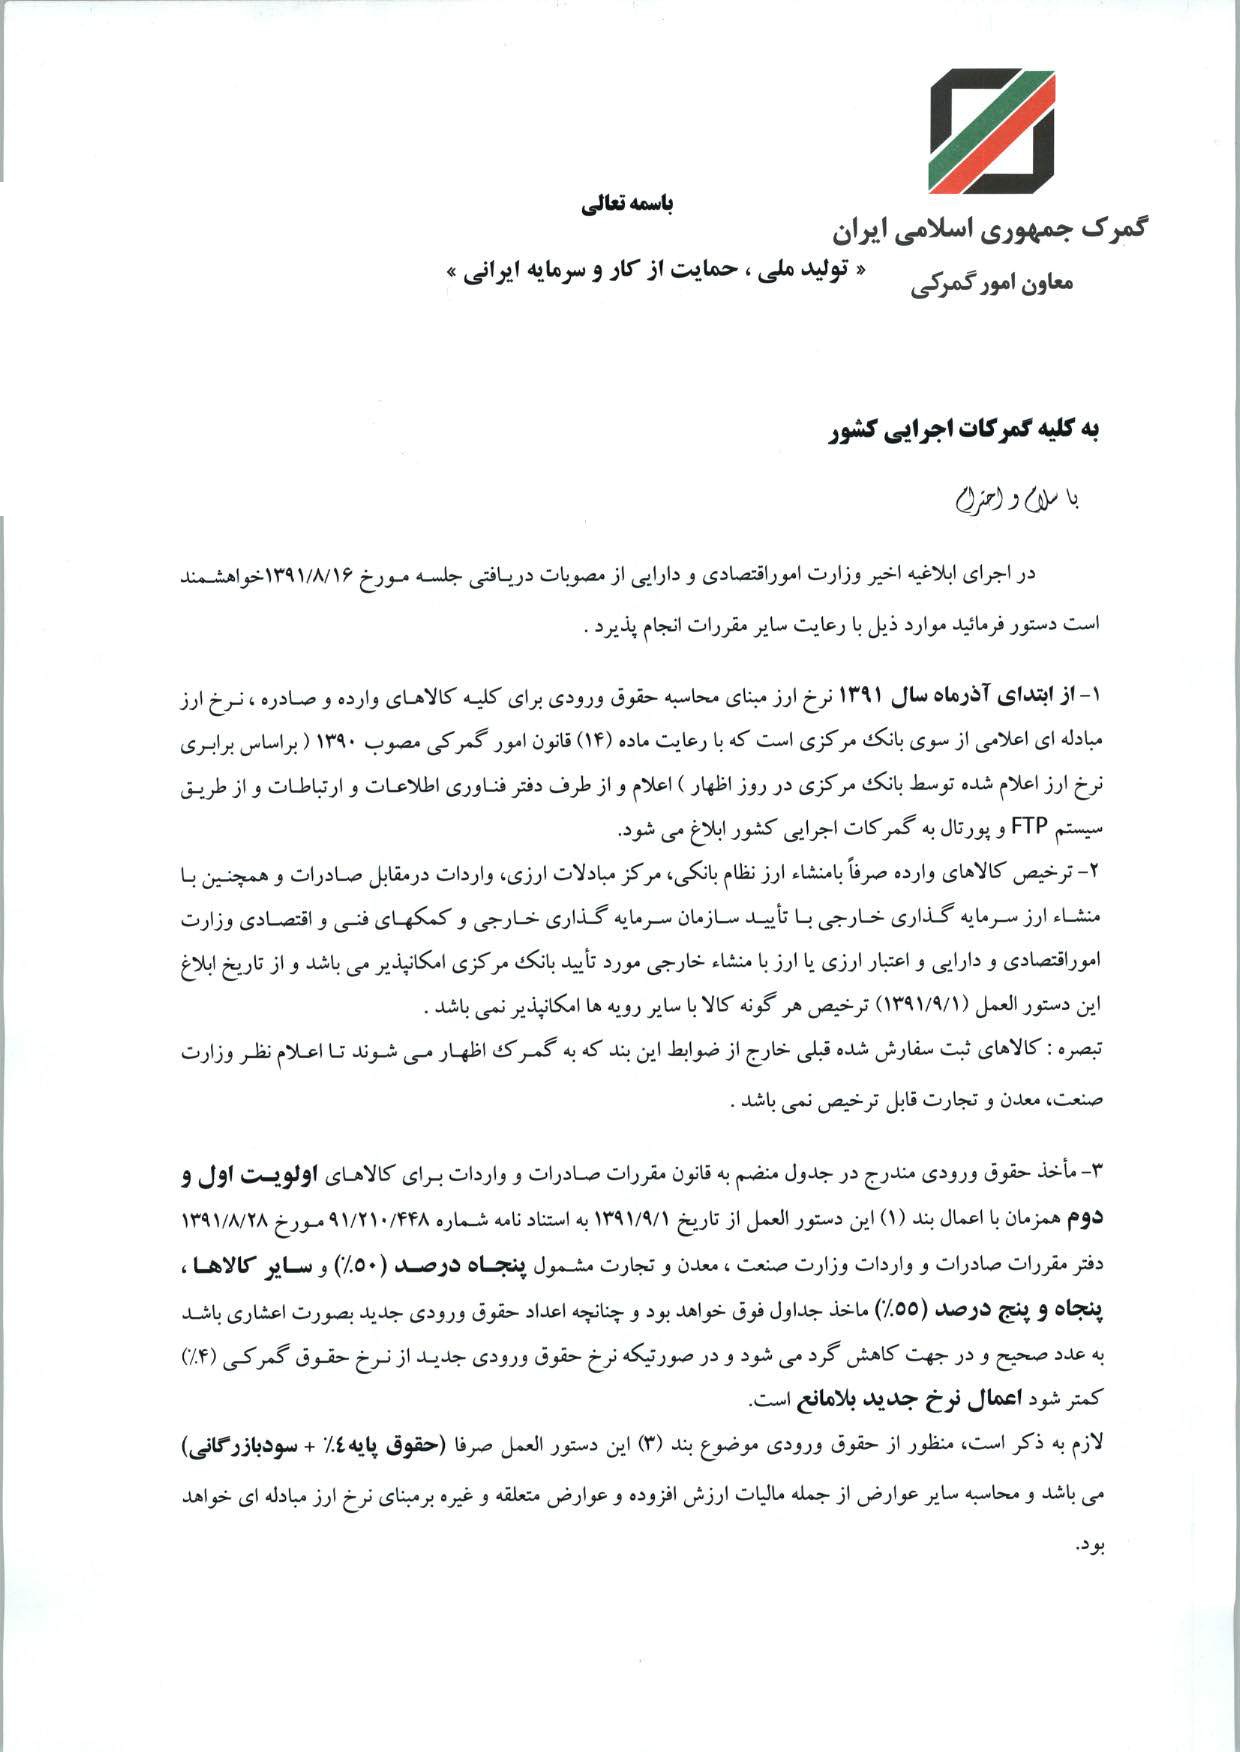 باسمه تعالی
گمرک جمهوری اسلامی ایران
« تولید ملی ، حمایت از کار و سرمایه ایرانی »
معاون امور گمرکی
به کلیه گمرکات اجرایی کشور
با سلام و احترام
در اجرای ابلاغیه اخیر وزارت اموراقتصادی و دارایی از مصوبات دریافتی جلسه مورخ ۱۳۹۱/۸/۱۶خواهشمند
است دستور فرمائید موارد ذیل با رعایت سایر مقررات انجام پذیرد .
۱- از ابتدای آذرماه سال ۱۳۹۱ نرخ ارز مبنای محاسبه حقوق ورودی برای کلیه کالاهای وارده و صادره ، نرخ ارز
مبادله ای اعلامی از سوی بانک مرکزی است که با رعایت ماده (۱۴) قانون امور گمرکی مصوب ۱۳۹۰ ( براساس برابری
نرخ ارز اعلام شده توسط بانک مرکزی در روز اظهار ) اعلام و از طرف دفتر فناوری اطلاعات و ارتباطات و از طریق
سیستم FTP و پورتال به گمرکات اجرایی کشور ابلاغ می شود.
۲- ترخیص کالاهای وارده صرفاً بامنشاء ارز نظام بانکی، مرکز مبادلات ارزی، واردات درمقابل صادرات و همچنین با
منشاء ارز سرمایه گذاری خارجی با تأیید سازمان سرمایه گذاری خارجی و کمکهای فنی و اقتصادی وزارت
اموراقتصادی و دارایی و اعتبار ارزی یا ارز با منشاء خارجی مورد تأیید بانک مرکزی امکانپذیر می باشد و از تاریخ ابلاغ
این دستور العمل (۱۳۹۱/۹/۱) ترخیص هر گونه کالا با سایر رویه ها امکانپذیر نمی باشد .
تبصره : کالاهای ثبت سفارش شده قبلی خارج از ضوابط این بند که به گمرک اظهار می شوند تا اعلام نظر وزارت
صنعت، معدن و تجارت قابل ترخیص نمی باشد .
۳- مأخذ حقوق ورودی مندرج در جدول منضم به قانون مقررات صادرات و واردات برای کالاهای اولویت اول و
دوم همزمان با اعمال بند (۱) این دستور العمل از تاریخ ۱۳۹۱/۹/۱ به استناد نامه شماره ۹۱/۲۱۰/۴۴۸ مورخ ۱۳۹۱/۸/۲۸
دفتر مقررات صادرات و واردات وزارت صنعت ، معدن و تجارت مشمول پنجاه درصد (۵۰٪) و سایر کالاها ،
پنجاه و پنج درصد (۵۵٪) ماخذ جداول فوق خواهد بود و چنانچه اعداد حقوق ورودی جدید بصورت اعشاری باشد
به عدد صحیح و در جهت کاهش گرد می شود و در صورتیکه نرخ حقوق ورودی جدید از نرخ حقوق گمرکی (۴٪)
کمتر شود اعمال نرخ جدید بلامانع است.
لازم به ذکر است، منظور از حقوق ورودی موضوع بند (۳) این دستور العمل صرفا (حقوق پایه۴٪ + سودبازرگانی)
می باشد و محاسبه سایر عوارض از جمله مالیات ارزش افزوده و عوارض متعلقه و غیره برمبنای نرخ ارز مبادله ای خواهد
بود.